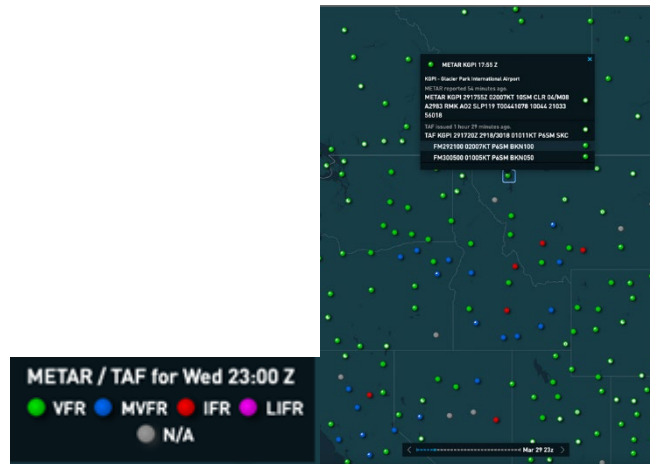 METAR KGPI 17:55 Z
KGPI - Glacier Park International Airport
METAR reported 54 minutes ago.
METAR KGPI 291755Z 02007KT 10SM CLR 04/M08
A2983 RMK AO2 SLP119 T00441078 10044 21033
56018
TAF issued 1 hour 29 minutes ago.
TAF KGPI 291720Z 2918/3018 01011KT P6SM SKC
FM292100 02007KT P6SM BKN100
FM300500 01005KT P6SM BKN050
METAR / TAF for Wed 23:00 Z
VFR MVFR IFR LIFR
N/A
Mar 29 23z